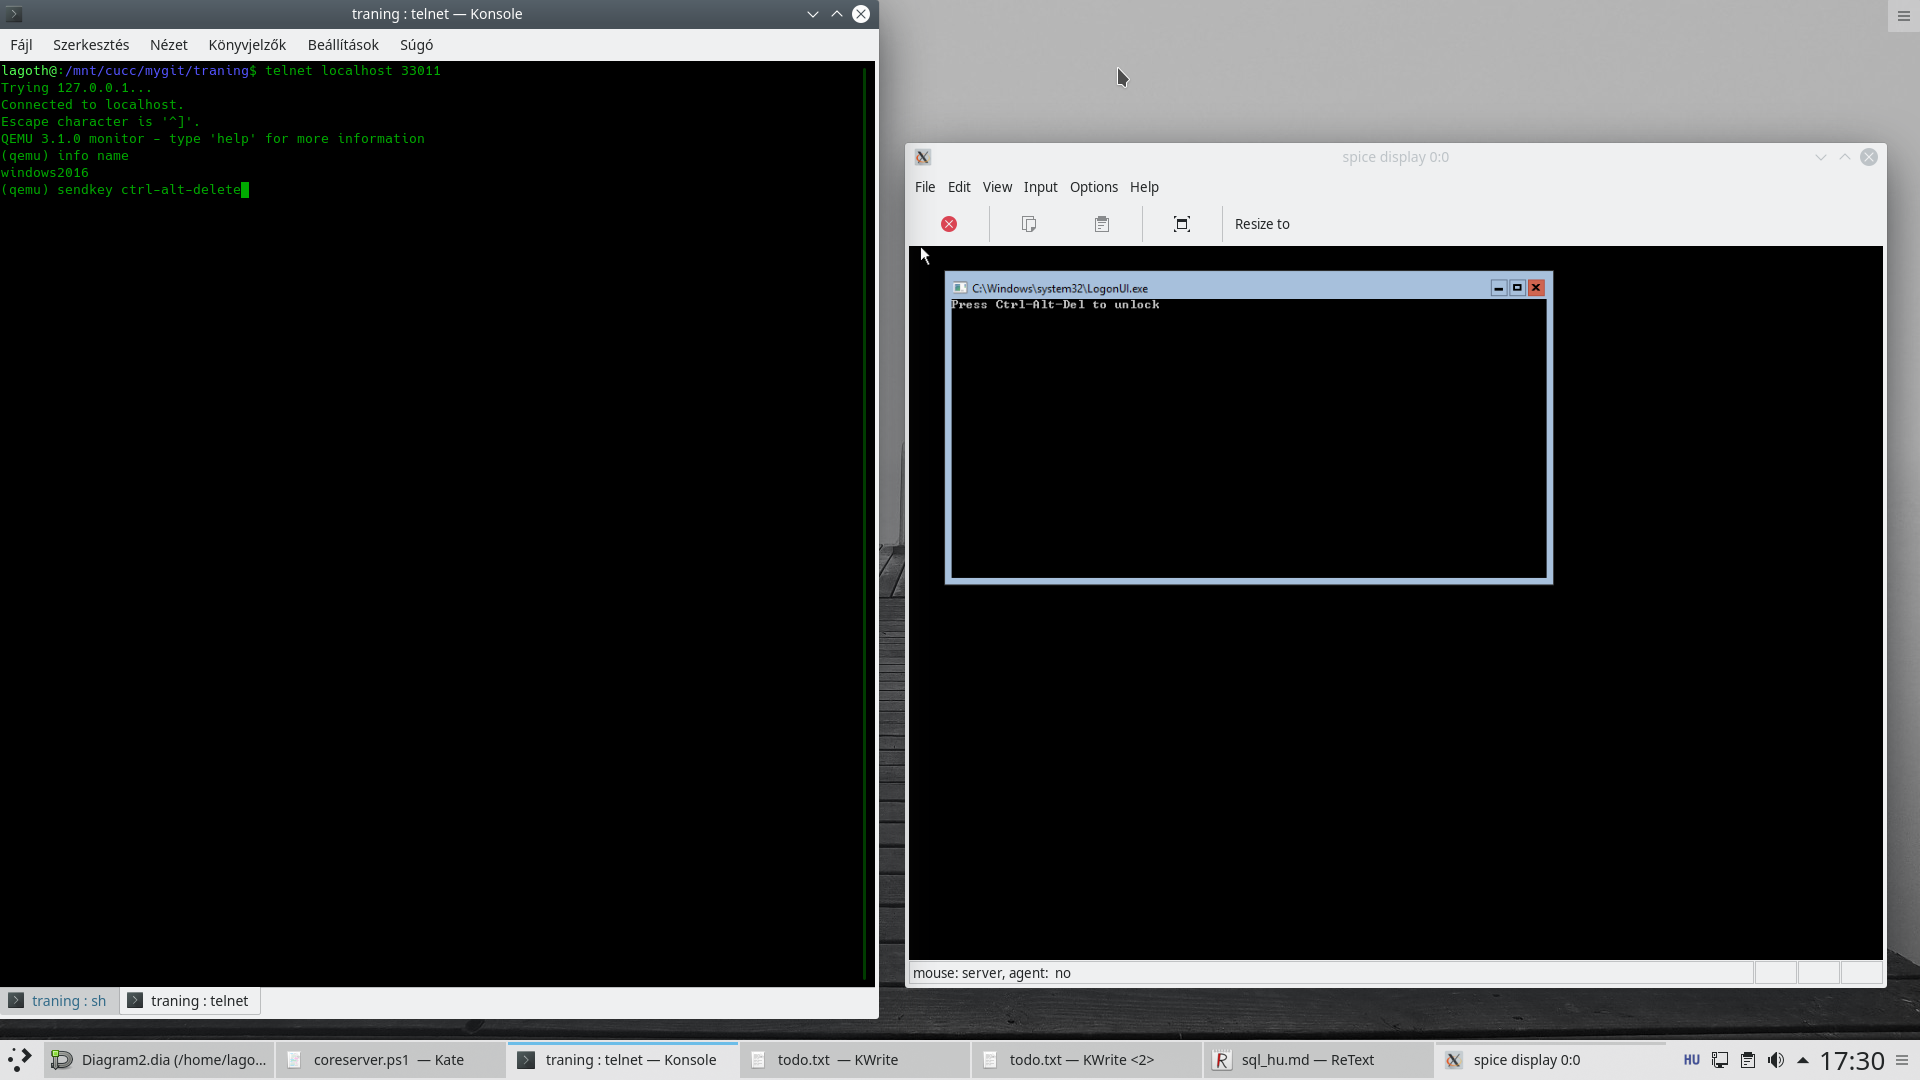 traning : telnet — Konsole
Fájl Szerkesztés Nézet Könyvjelzők Beállítások Súgó
lagoth@:/mnt/cucc/mygit/traning$ telnet localhost 33011
Trying 127.0.0.1...
Connected to localhost.
Escape character is '^]'.
QEMU 3.1.0 monitor - type 'help' for more information
(qemu) info name
windows2016
(qemu) sendkey ctrl-alt-delete
traning : sh traning : telnet
spice display 0:0
File Edit View Input Options Help
Resize to
C:\Windows\system32\LogonUI.exe
Press Ctrl-Alt-Del to unlock
mouse: server, agent: no
Diagram2.dia (/home/lago... coreserver.ps1 — Kate traning : telnet — Konsole todo.txt — KWrite todo.txt — KWrite <2> sql_hu.md — ReText spice display 0:0 HU 17:30